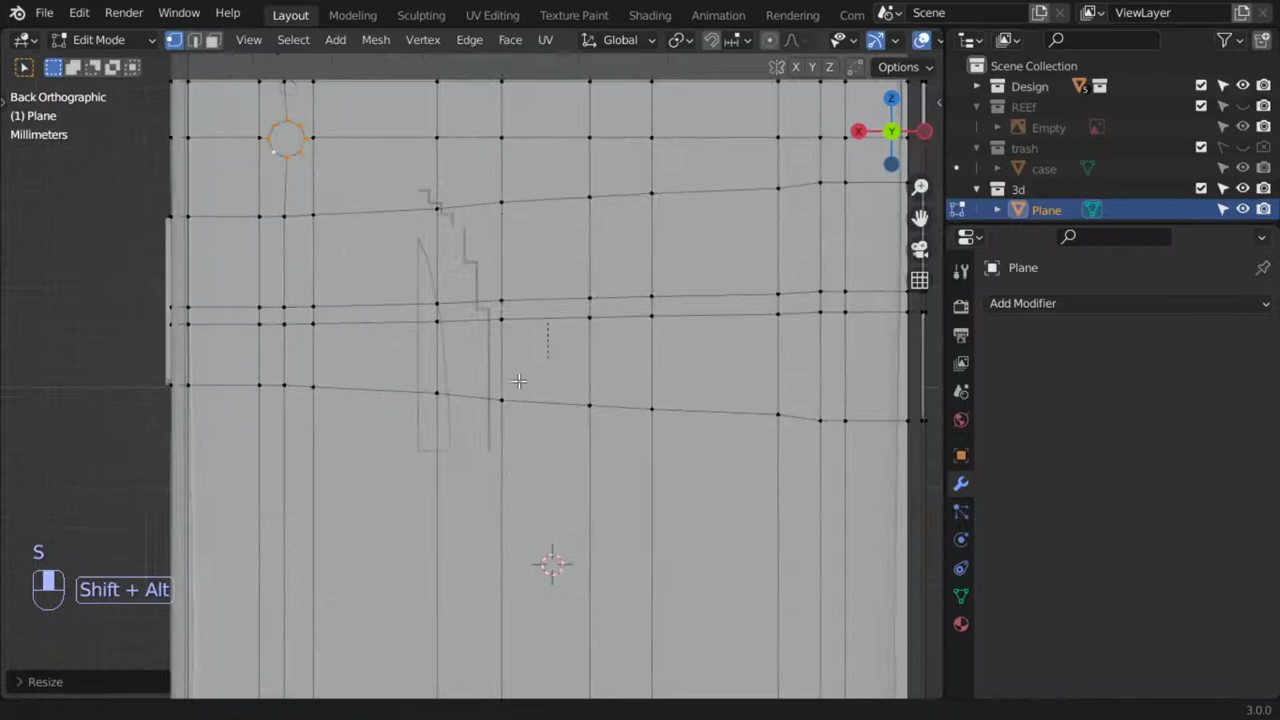 File Edit Render Window Help Layout Modeling Sculpting UV Editing Texture Paint Shading Animation Rendering Com Scene ViewLayer
Edit Mode View Select Add Mesh Vertex Edge Face UV Global
X Y Z Options
Back Orthographic
(1) Plane
Millimeters
Z
X Y
Scene Collection
Design 5
REEf
Empty
trash
case
3d
Plane
Plane
Add Modifier
S
Shift + Alt
Resize
3.0.0